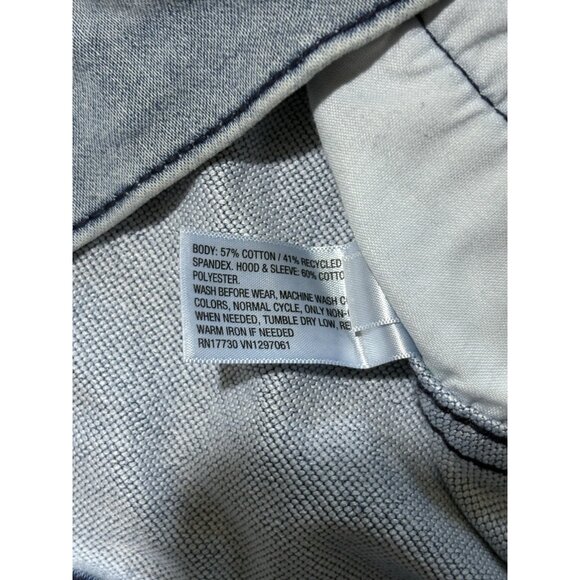 BODY: 57% COTTON / 41% RECYCLED
SPANDEX. HOOD & SLEEVE: 60% COTTO
POLYESTER.
WASH BEFORE WEAR, MACHINE WASH C
COLORS, NORMAL CYCLE, ONLY NON-
WHEN NEEDED, TUMBLE DRY LOW, RE
WARM IRON IF NEEDED
RN17730 VN1297061